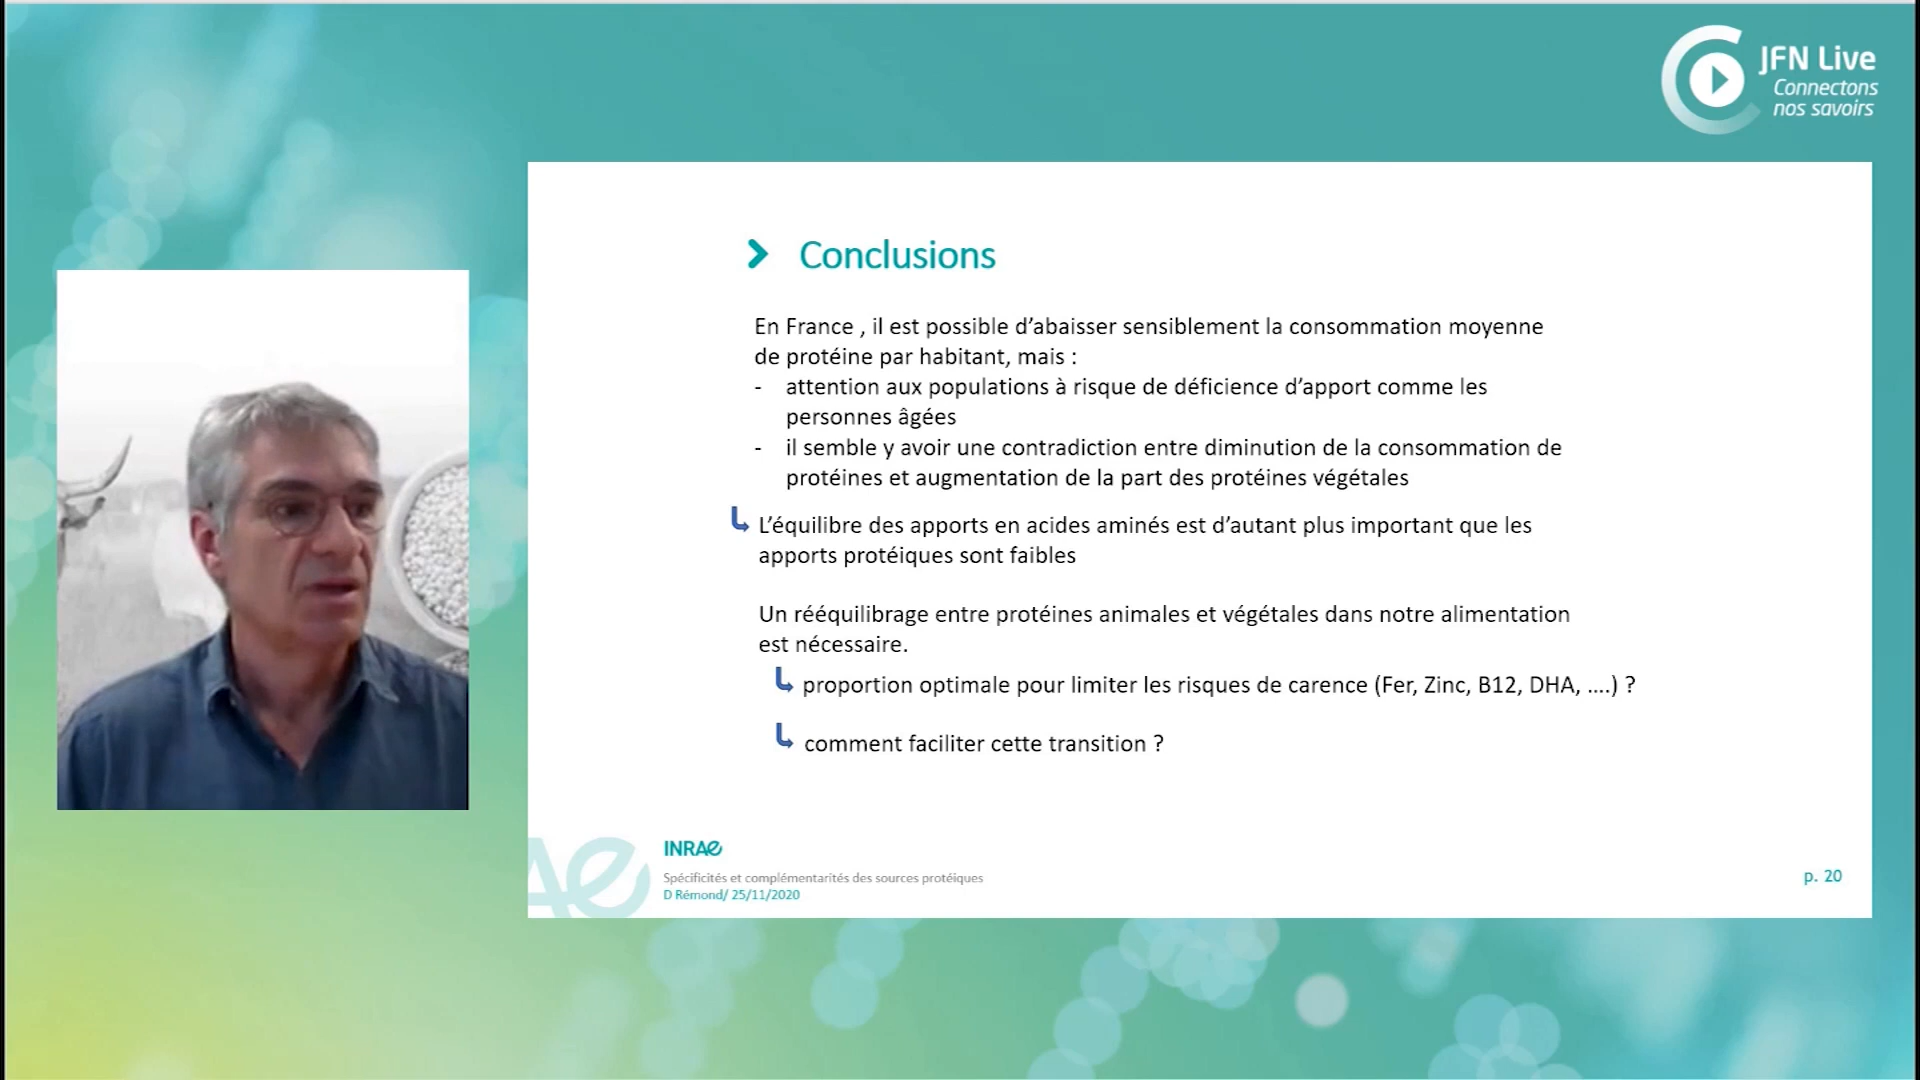 JFN Live
Connectons
nos savoirs
Conclusions
En France , il est possible d’abaisser sensiblement la consommation moyenne
de protéine par habitant, mais :
- attention aux populations à risque de déficience d’apport comme les
personnes âgées
- il semble y avoir une contradiction entre diminution de la consommation de
protéines et augmentation de la part des protéines végétales
L’équilibre des apports en acides aminés est d’autant plus important que les
apports protéiques sont faibles
Un rééquilibrage entre protéines animales et végétales dans notre alimentation
est nécessaire.
proportion optimale pour limiter les risques de carence (Fer, Zinc, B12, DHA, ....) ?
comment faciliter cette transition ?
INRAE
Spécificités et complémentarités des sources protéiques
D Rémond/ 25/11/2020
p. 20